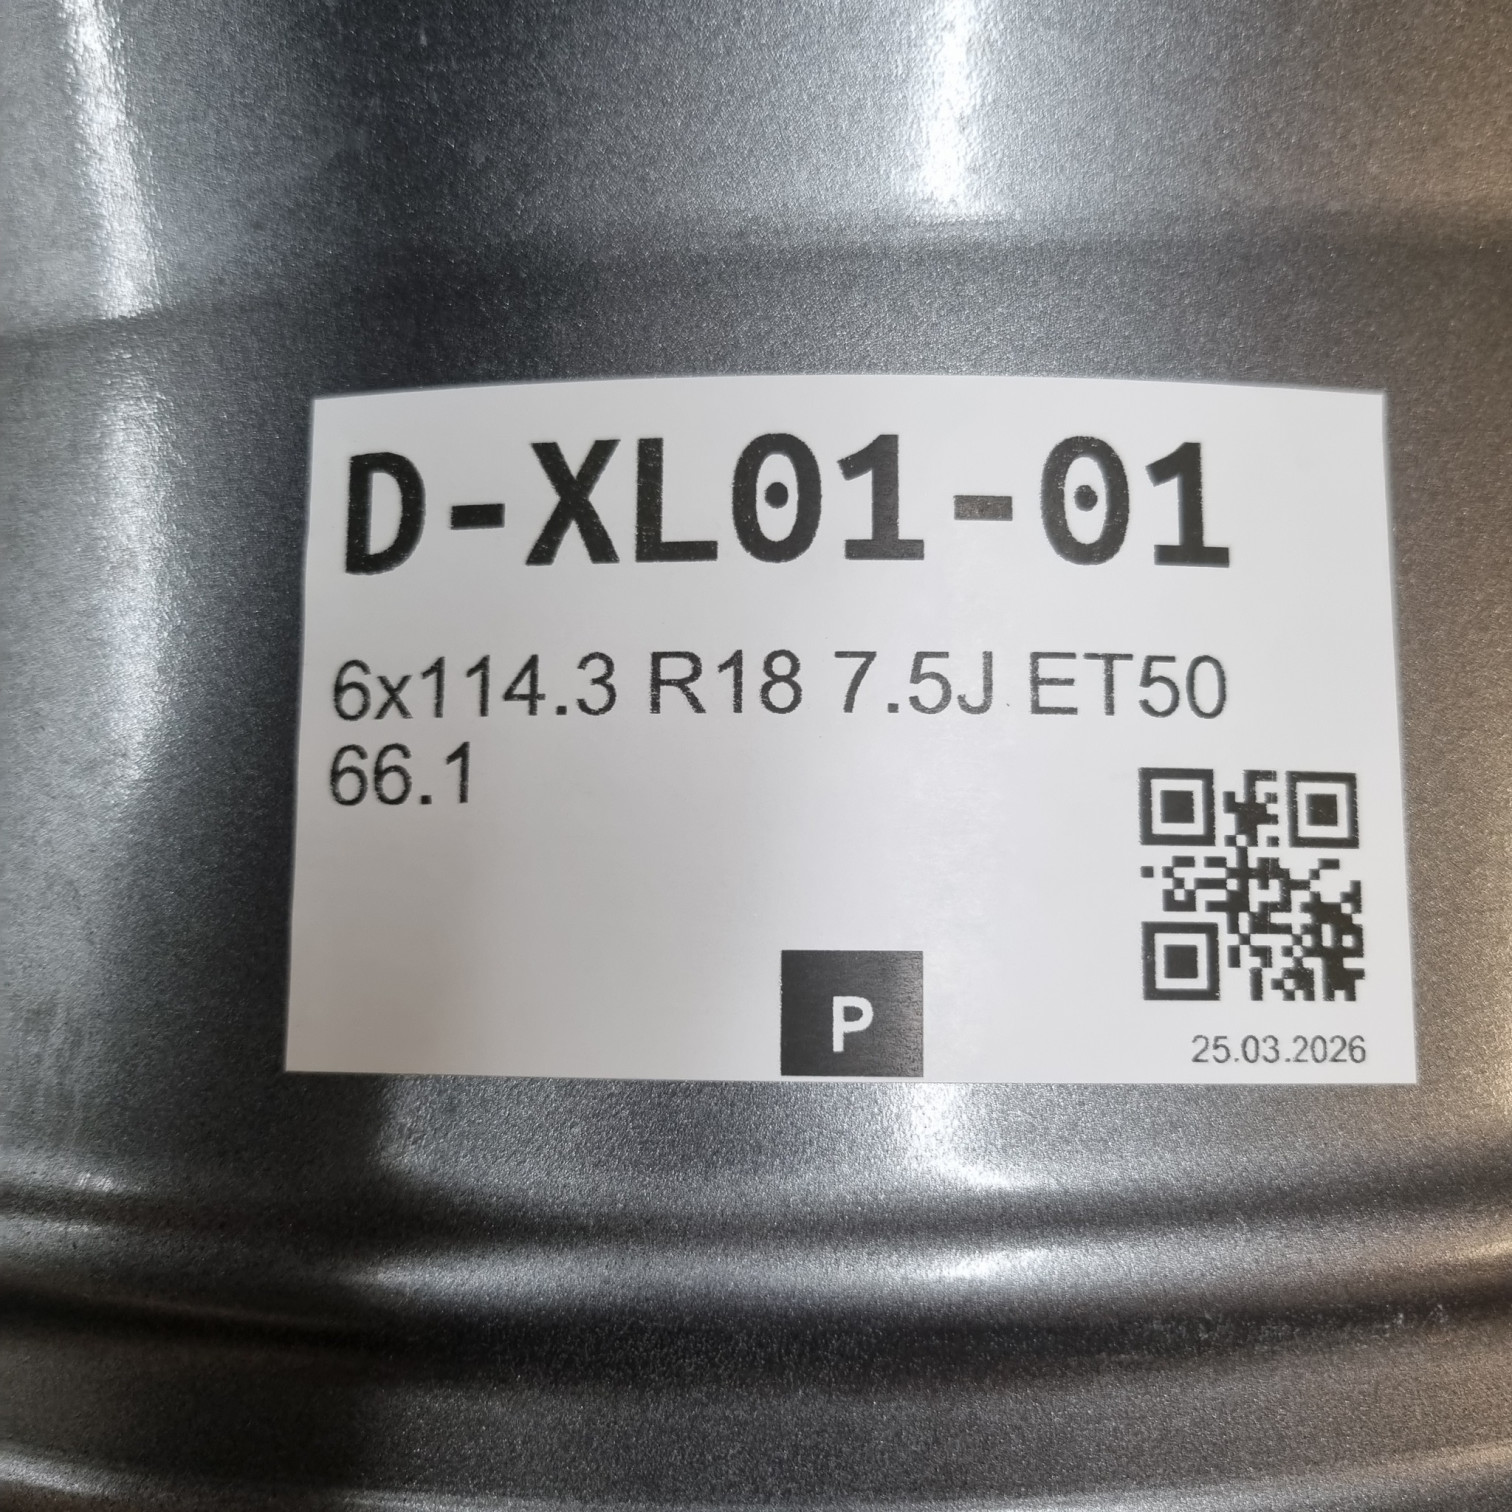 D-XL01-01
6x114.3 R18 7.5J ET50
66.1
P
25.03.2026